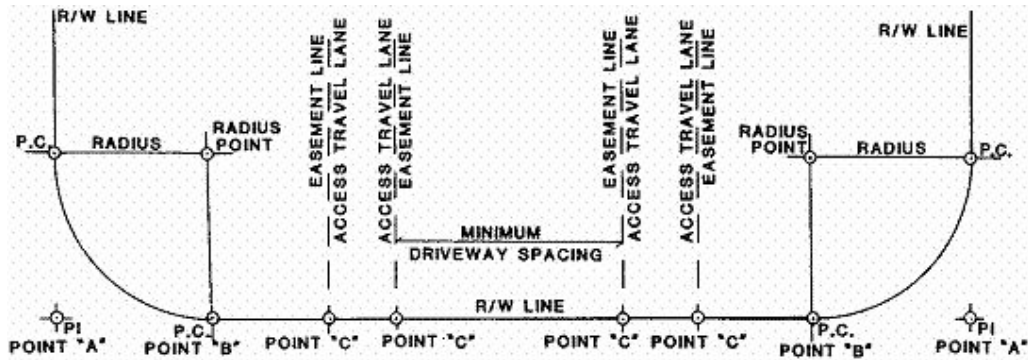 R/W LINE
R/W LINE
EASEMENT LINE
ACCESS TRAVEL LANE
ACCESS TRAVEL LANE
EASEMENT LINE
EASEMENT LINE
ACCESS TRAVEL LANE
ACCESS TRAVEL LANE
EASEMENT LINE
P.C.
RADIUS
RADIUS
POINT
RADIUS
POINT
RADIUS
P.C.
MINIMUM
DRIVEWAY SPACING
R/W LINE
PI
POINT "A"
P.C.
POINT "B"
POINT "C"
POINT "C"
POINT "C"
POINT "C"
P.C.
POINT "B"
PI
POINT "A"